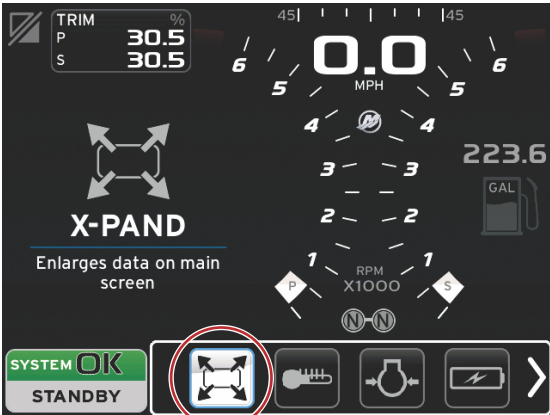 TRIM %
P 30.5
S 30.5
45 45
0.0
MPH
6 6
5 5
4 4
3 3
2 2
1 1
RPM
X1000
P S
N N
223.6
GAL
X-PAND
Enlarges data on main
screen
SYSTEM OK
STANDBY